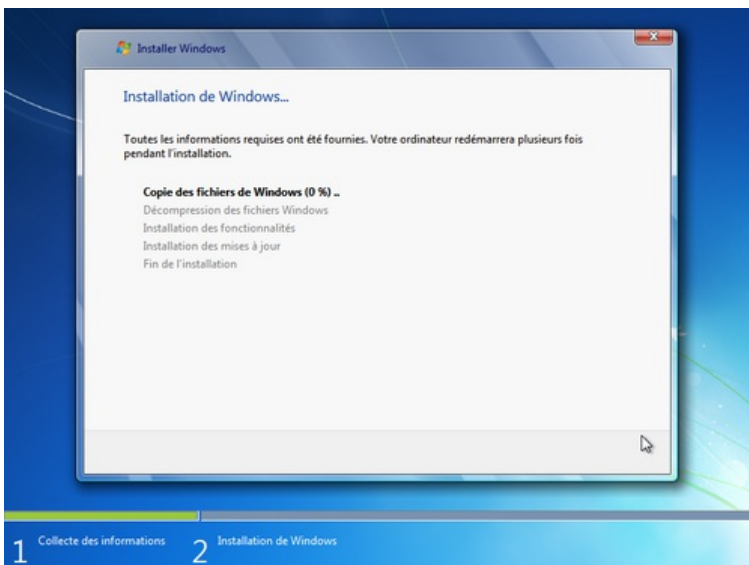 Installer Windows
Installation de Windows...
Toutes les informations requises ont été fournies. Votre ordinateur redémarrera plusieurs fois
pendant l'installation.
Copie des fichiers de Windows (0 %) ..
Décompression des fichiers Windows
Installation des fonctionnalités
Installation des mises à jour
Fin de l'installation
1 Collecte des informations 2 Installation de Windows